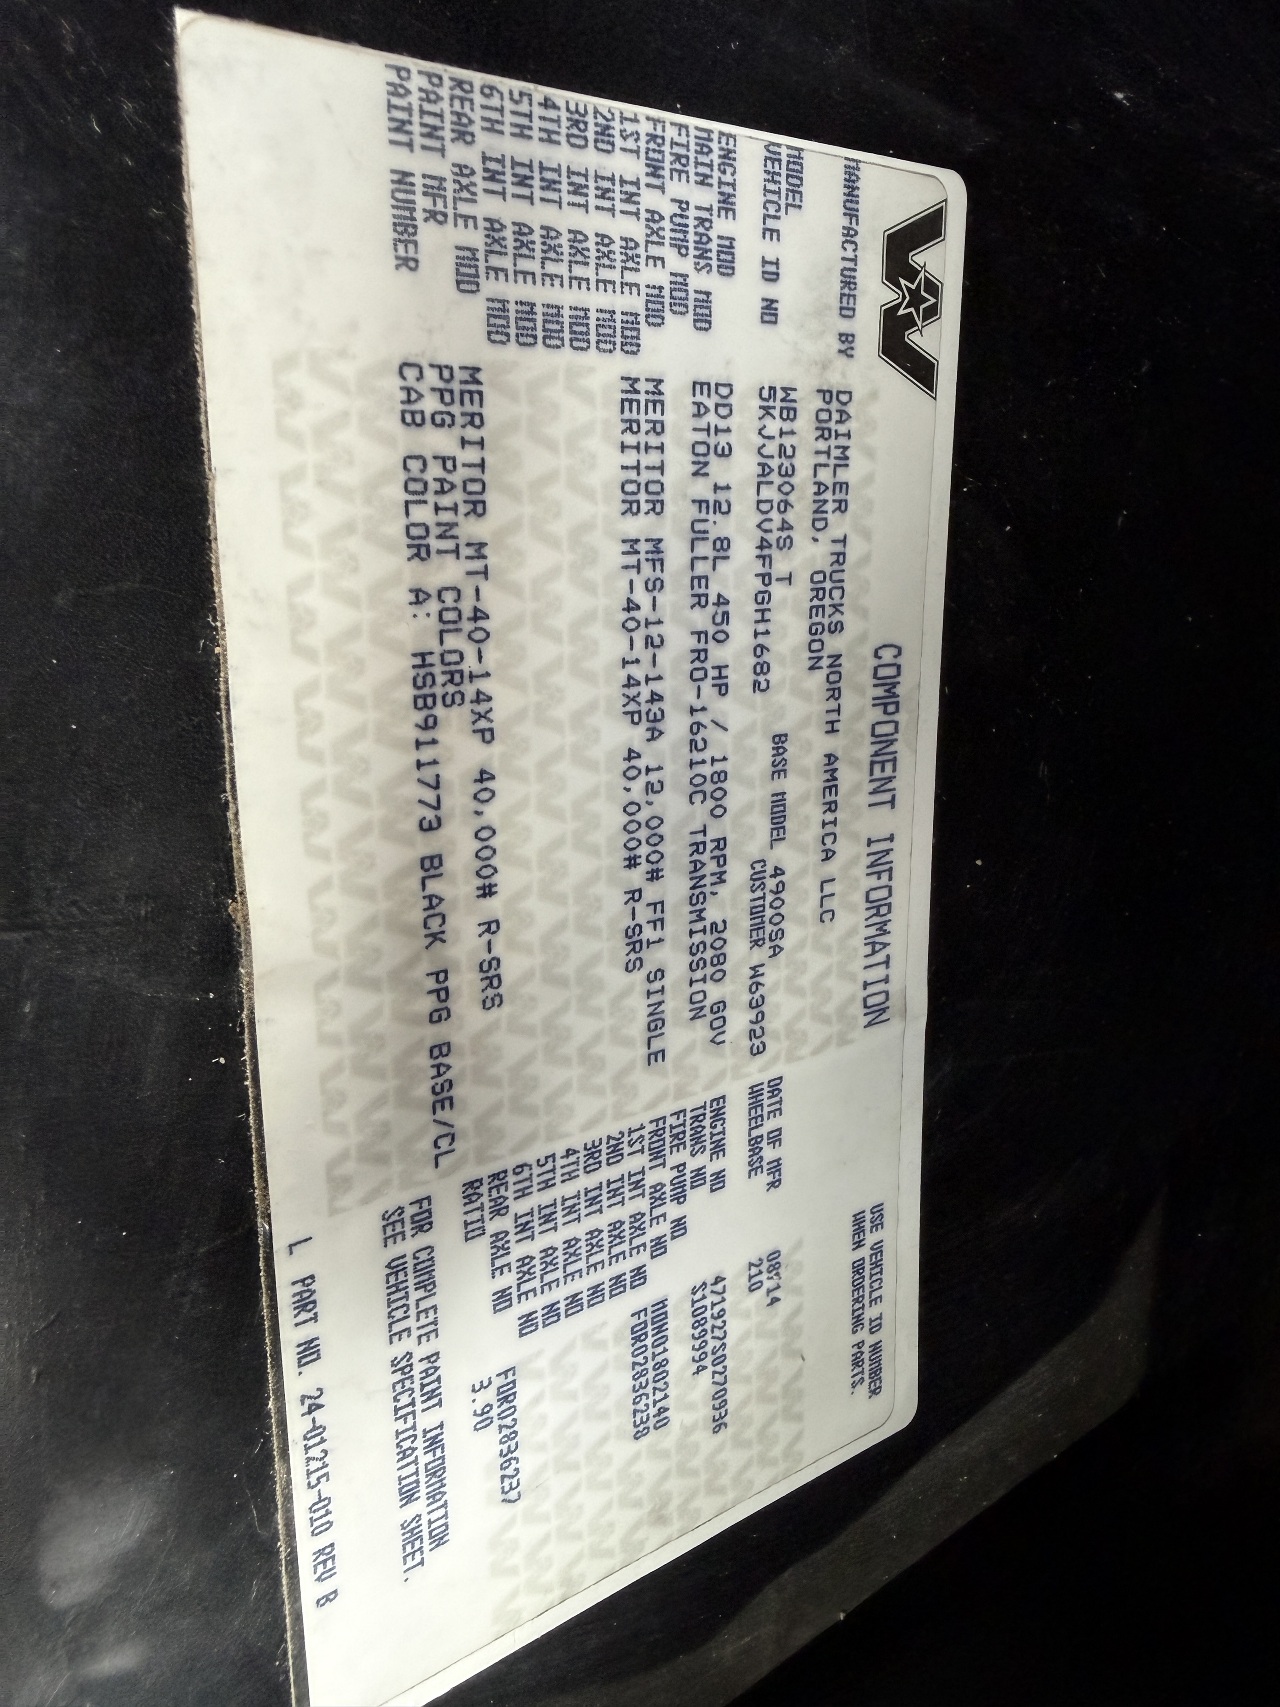 COMPONENT INFORMATION
USE VEHICLE ID NUMBER
WHEN ORDERING PARTS.
MANUFACTURED BY DAIMLER TRUCKS NORTH AMERICA LLC
PORTLAND, OREGON
MODEL WB123064S T BASE MODEL 4900SA DATE OF MFR 08/14
VEHICLE ID NO 5KJJALDV4FPGH1682 CUSTOMER W63923 WHEELBASE 210
ENGINE MOD DD13 12.8L 450 HP / 1800 RPM, 2080 GOV ENGINE NO 471927S0270936
MAIN TRANS MOD EATON FULLER FRO-16210C TRANSMISSION TRANS NO S1089994
FIRE PUMP MOD FIRE PUMP NO
FRONT AXLE MOD MERITOR MFS-12-143A 12,000# FF1 SINGLE FRONT AXLE NO MON01802140
1ST INT AXLE MOD MERITOR MT-40-14XP 40,000# R-SRS 1ST INT AXLE NO FOR02836238
2ND INT AXLE MOD 2ND INT AXLE NO
3RD INT AXLE MOD 3RD INT AXLE NO
4TH INT AXLE MOD 4TH INT AXLE NO
5TH INT AXLE MOD 5TH INT AXLE NO
6TH INT AXLE MOD 6TH INT AXLE NO
REAR AXLE MOD MERITOR MT-40-14XP 40,000# R-SRS REAR AXLE NO FOR02836237
PAINT MFR PPG PAINT COLORS RATIO 3.90
PAINT NUMBER CAB COLOR A: HSB911773 BLACK PPG BASE/CL
FOR COMPLETE PAINT INFORMATION
SEE VEHICLE SPECIFICATION SHEET.
L PART NO. 24-01215-010 REV B